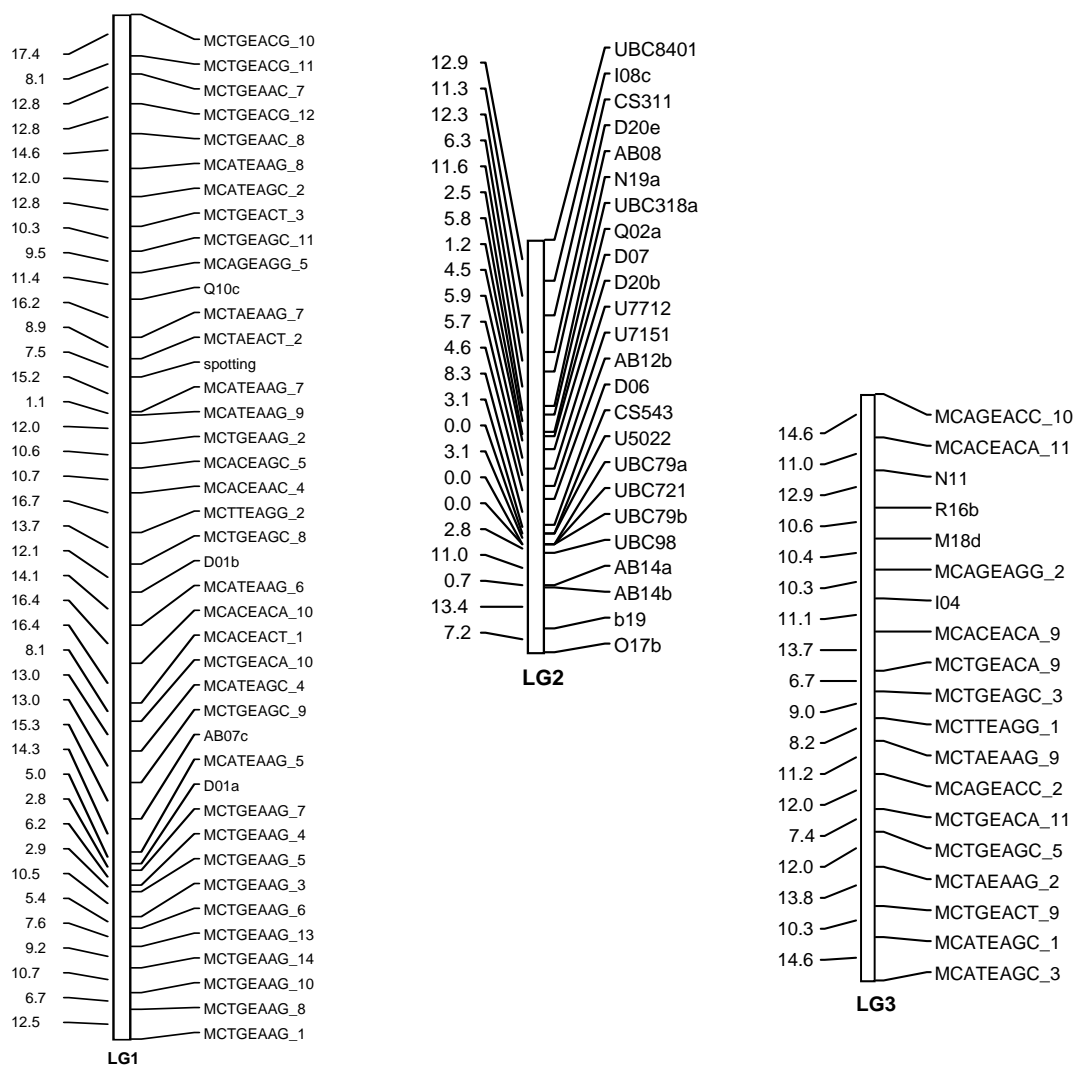 17.4
8.1
12.8
12.8
14.6
12.0
12.8
10.3
9.5
11.4
16.2
8.9
7.5
15.2
1.1
12.0
10.6
10.7
16.7
13.7
12.1
14.1
16.4
16.4
8.1
13.0
13.0
15.3
14.3
5.0
2.8
6.2
2.9
10.5
5.4
7.6
9.2
10.7
6.7
12.5
MCTGEACG_10
MCTGEACG_11
MCTGEAAC_7
MCTGEACG_12
MCTGEAAC_8
MCATEAAG_8
MCATEAGC_2
MCTGEACT_3
MCTGEAGC_11
MCAGEAGG_5
Q10c
MCTAEAAG_7
MCTAEACT_2
spotting
MCATEAAG_7
MCATEAAG_9
MCTGEAAG_2
MCACEAGC_5
MCACEAAC_4
MCTTEAGG_2
MCTGEAGC_8
D01b
MCATEAAG_6
MCACEACA_10
MCACEACT_1
MCTGEACA_10
MCATEAGC_4
MCTGEAGC_9
AB07c
MCATEAAG_5
D01a
MCTGEAAG_7
MCTGEAAG_4
MCTGEAAG_5
MCTGEAAG_3
MCTGEAAG_6
MCTGEAAG_13
MCTGEAAG_14
MCTGEAAG_10
MCTGEAAG_8
MCTGEAAG_1
LG1
12.9
11.3
12.3
6.3
11.6
2.5
5.8
1.2
4.5
5.9
5.7
4.6
8.3
3.1
0.0
3.1
0.0
0.0
2.8
11.0
0.7
13.4
7.2
UBC8401
I08c
CS311
D20e
AB08
N19a
UBC318a
Q02a
D07
D20b
U7712
U7151
AB12b
D06
CS543
U5022
UBC79a
UBC721
UBC79b
UBC98
AB14a
AB14b
b19
O17b
LG2
14.6
11.0
12.9
10.6
10.4
10.3
11.1
13.7
6.7
9.0
8.2
11.2
12.0
7.4
12.0
13.8
10.3
14.6
MCAGEACC_10
MCACEACA_11
N11
R16b
M18d
MCAGEAGG_2
I04
MCACEACA_9
MCTGEACA_9
MCTGEAGC_3
MCTTEAGG_1
MCTAEAAG_9
MCAGEACC_2
MCTGEACA_11
MCTGEAGC_5
MCTAEAAG_2
MCTGEACT_9
MCATEAGC_1
MCATEAGC_3
LG3